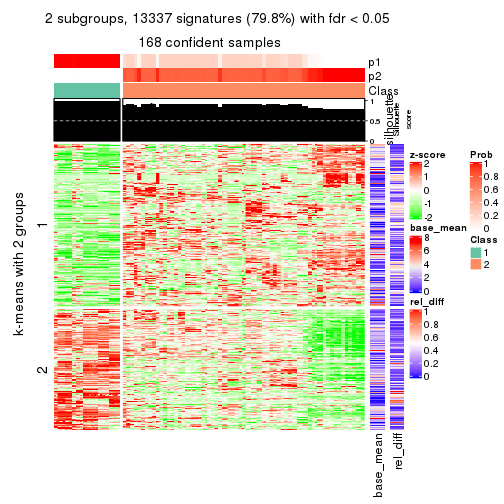 2 subgroups, 13337 signatures (79.8%) with fdr < 0.05
168 confident samples
p1
p2
Class
1
0.5
0
silhouette
Silhouette
score
k-means with 2 groups
1
2
base_mean
rel_diff
z-score
2
1
0
-1
-2
base_mean
8
6
4
2
0
rel_diff
1
0.8
0.6
0.4
0.2
0
Prob
1
0.8
0.6
0.4
0.2
0
Class
1
2